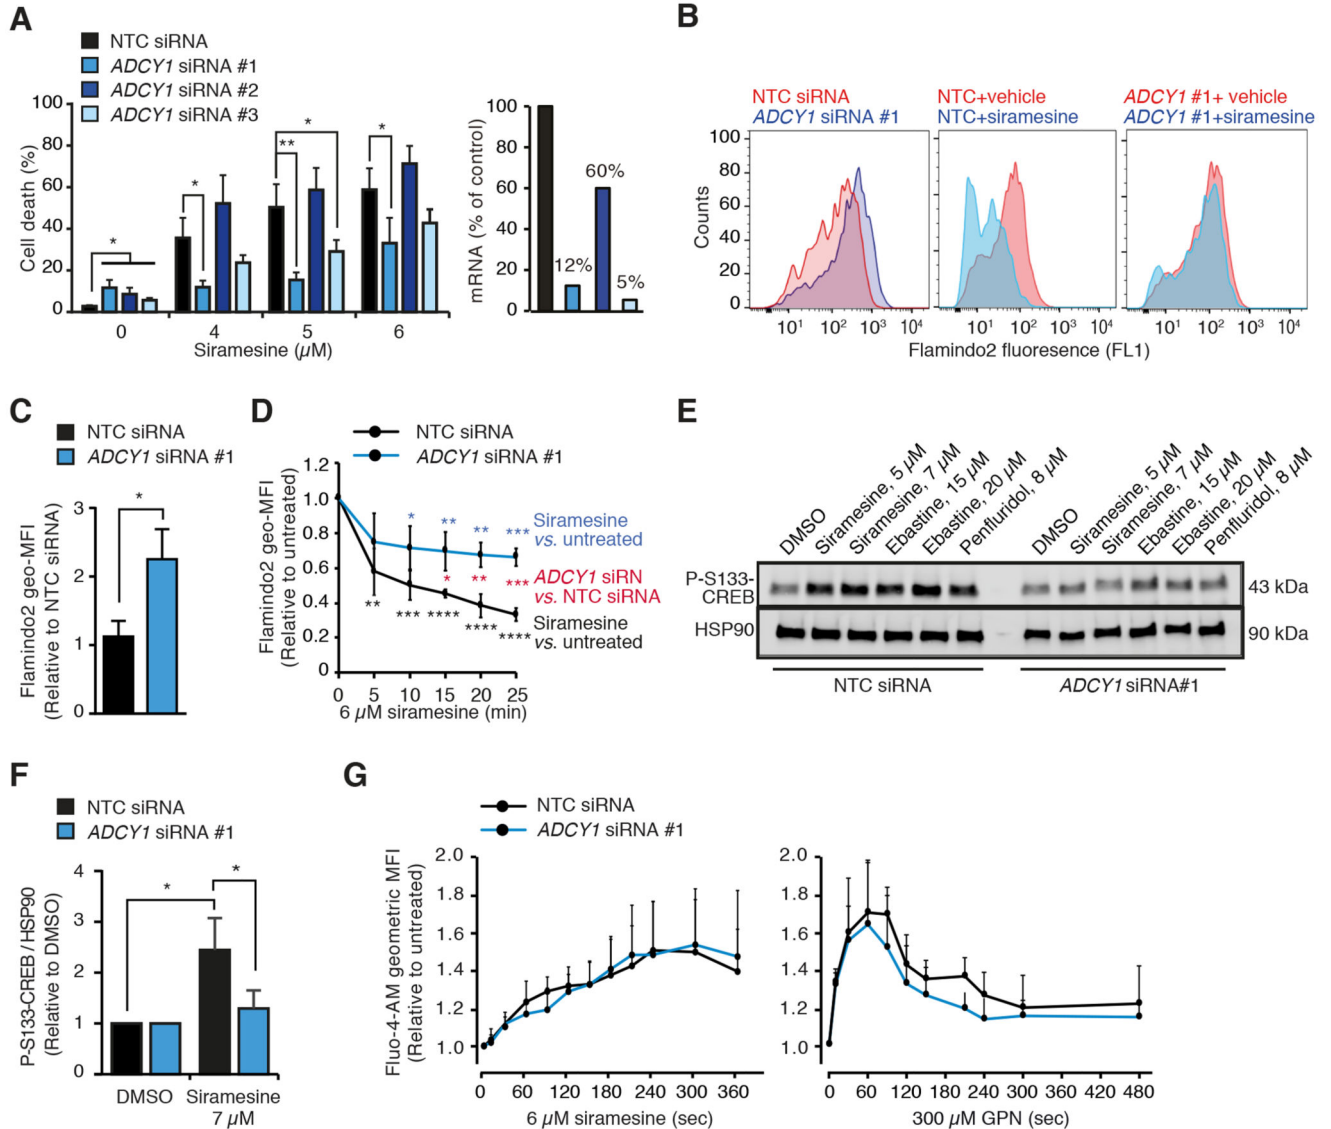 A
NTC siRNA
ADCY1 siRNA #1
ADCY1 siRNA #2
ADCY1 siRNA #3
Cell death (%)
100
80
60
40
20
0
*
*
**
*
*
0 4 5 6
Siramesine (µM)
mRNA (% of control)
100
80
60
40
20
0
12%
60%
5%
B
NTC siRNA
ADCY1 siRNA #1
NTC+vehicle
NTC+siramesine
ADCY1 #1+ vehicle
ADCY1 #1+siramesine
Counts
100
80
60
40
20
0
10¹ 10² 10³ 10⁴
10¹ 10² 10³ 10⁴
10¹ 10² 10³ 10⁴
Flamindo2 fluoresence (FL1)
C
NTC siRNA
ADCY1 siRNA #1
Flamindo2 geo-MFI
(Relative to NTC siRNA)
3
2
1
0
*
D
NTC siRNA
ADCY1 siRNA #1
Flamindo2 geo-MFI
(Relative to untreated)
1.2
1.0
0.8
0.6
0.4
0.2
0
* ** ** ***
Siramesine
vs. untreated
* ** ***
ADCY1 siRN
vs. NTC siRNA
** *** **** **** ****
Siramesine
vs. untreated
0 5 10 15 20 25
6 µM siramesine (min)
E
DMSO
Siramesine, 5 µM
Siramesine, 7 µM
Ebastine, 15 µM
Ebastine, 20 µM
Penfluridol, 8 µM
DMSO
Siramesine, 5 µM
Siramesine, 7 µM
Ebastine, 15 µM
Ebastine, 20 µM
Penfluridol, 8 µM
P-S133-
CREB
43 kDa
HSP90
90 kDa
NTC siRNA
ADCY1 siRNA#1
F
NTC siRNA
ADCY1 siRNA #1
P-S133-CREB / HSP90
(Relative to DMSO)
4
3
2
1
0
*
*
DMSO Siramesine
7 µM
G
NTC siRNA
ADCY1 siRNA #1
Fluo-4-AM geometric MFI
(Relative to untreated)
2.0
1.8
1.6
1.4
1.2
1.0
0 60 120 180 240 300 360
6 µM siramesine (sec)
2.0
1.8
1.6
1.4
1.2
1.0
0 60 120 180 240 300 360 420 480
300 µM GPN (sec)